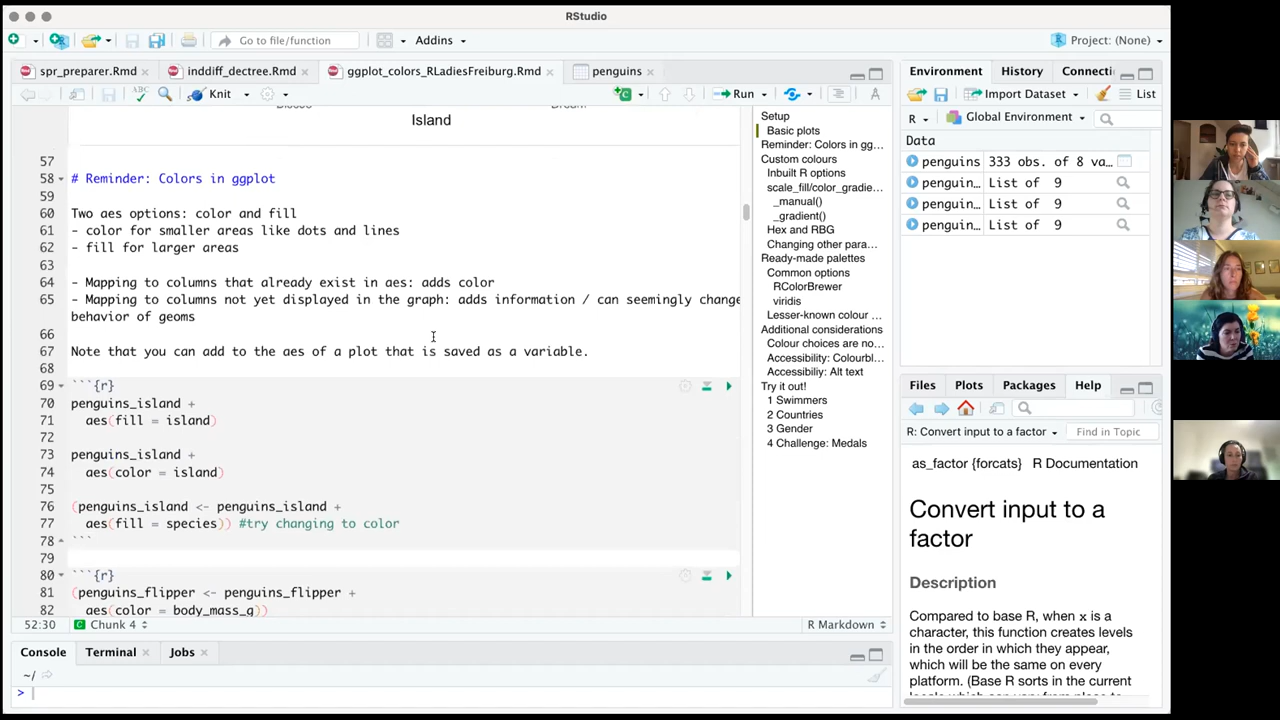 RStudio
Go to file/function
Addins
Project: (None)
spr_preparer.Rmd
inddiff_dectree.Rmd
ggplot_colors_RLadiesFreiburg.Rmd
penguins
ABC
Knit
Run
Island
57
58 # Reminder: Colors in ggplot
59
60 Two aes options: color and fill
61 - color for smaller areas like dots and lines
62 - fill for larger areas
63
64 - Mapping to columns that already exist in aes: adds color
65 - Mapping to columns not yet displayed in the graph: adds information / can seemingly change
behavior of geoms
66
67 Note that you can add to the aes of a plot that is saved as a variable.
68
69 ```{r}
70 penguins_island +
71 aes(fill = island)
72
73 penguins_island +
74 aes(color = island)
75
76 (penguins_island <- penguins_island +
77 aes(fill = species)) #try changing to color
78 ```
79
80 ```{r}
81 (penguins_flipper <- penguins_flipper +
82 aes(color = body_mass_g))
52:30
Chunk 4
R Markdown
Setup
Basic plots
Reminder: Colors in gg...
Custom colours
Inbuilt R options
scale_fill/color_gradie...
_manual()
_gradient()
Hex and RBG
Changing other para...
Ready-made palettes
Common options
RColorBrewer
viridis
Lesser-known colour ...
Additional considerations
Colour choices are no...
Accessibility: Colourbl...
Accessibiliy: Alt text
Try it out!
1 Swimmers
2 Countries
3 Gender
4 Challenge: Medals
Console
Terminal
Jobs
~/
>
Environment
History
Connecti
Import Dataset
List
R
Global Environment
Data
penguins 333 obs. of 8 va...
penguin... List of 9
penguin... List of 9
penguin... List of 9
Files
Plots
Packages
Help
R: Convert input to a factor
Find in Topic
as_factor {forcats}
R Documentation
Convert input to a
factor
Description
Compared to base R, when x is a
character, this function creates levels
in the order in which they appear,
which will be the same on every
platform. (Base R sorts in the current